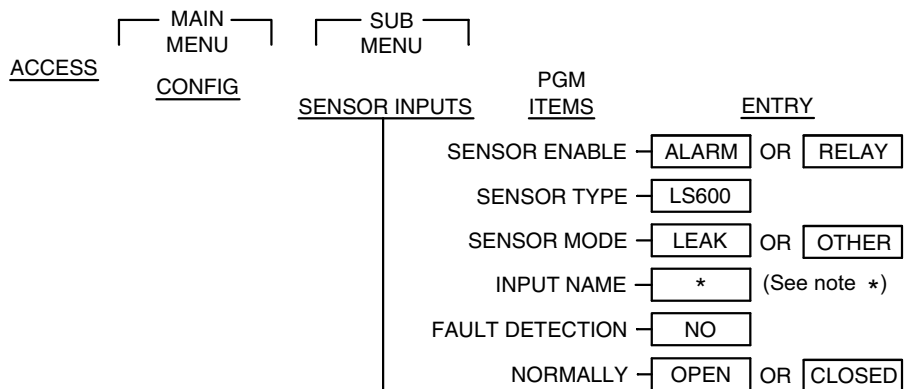 MAIN MENU
SUB MENU
ACCESS
CONFIG
SENSOR INPUTS
PGM ITEMS
ENTRY
SENSOR ENABLE ALARM OR RELAY
SENSOR TYPE LS600
SENSOR MODE LEAK OR OTHER
INPUT NAME * (See note *)
FAULT DETECTION NO
NORMALLY OPEN OR CLOSED